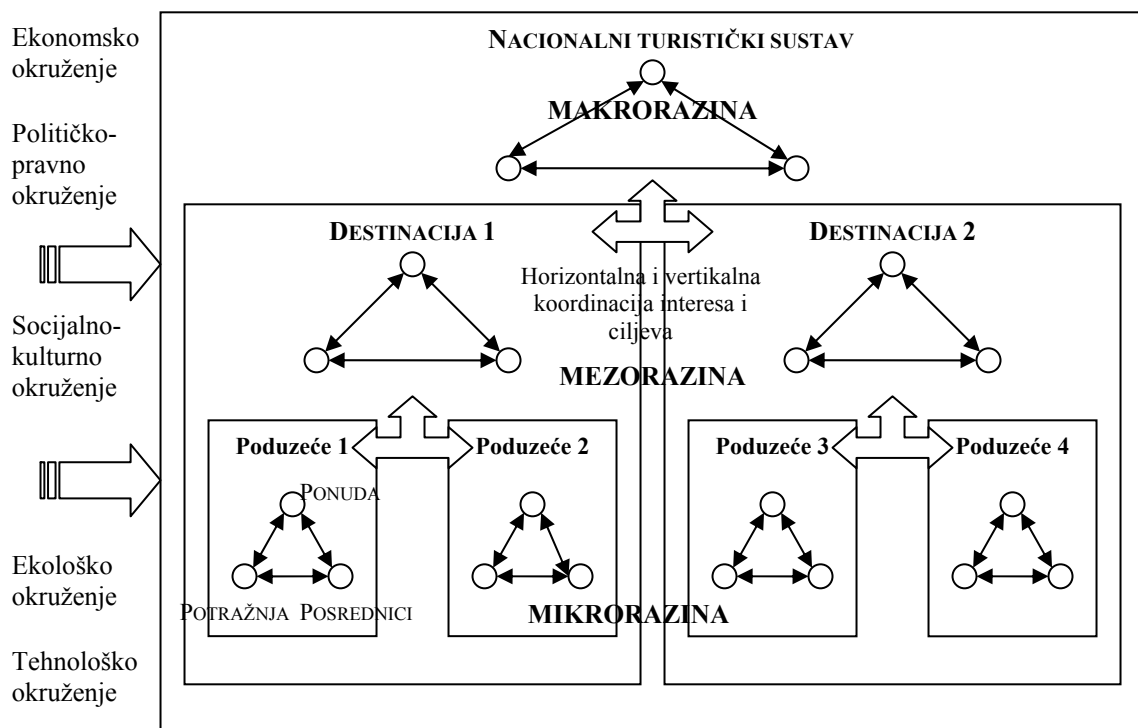 Ekonomsko
okruženje
Političko-
pravno
okruženje
Socijalno-
kulturno
okruženje
Ekološko
okruženje
Tehnološko
okruženje
NACIONALNI TURISTIČKI SUSTAV
MAKRORAZINA
DESTINACIJA 1
DESTINACIJA 2
Horizontalna i vertikalna
koordinacija interesa i
ciljeva
MEZORAZINA
Poduzeće 1
Poduzeće 2
Poduzeće 3
Poduzeće 4
PONUDA
POTRAŽNJA
POSREDNICI
MIKRORAZINA